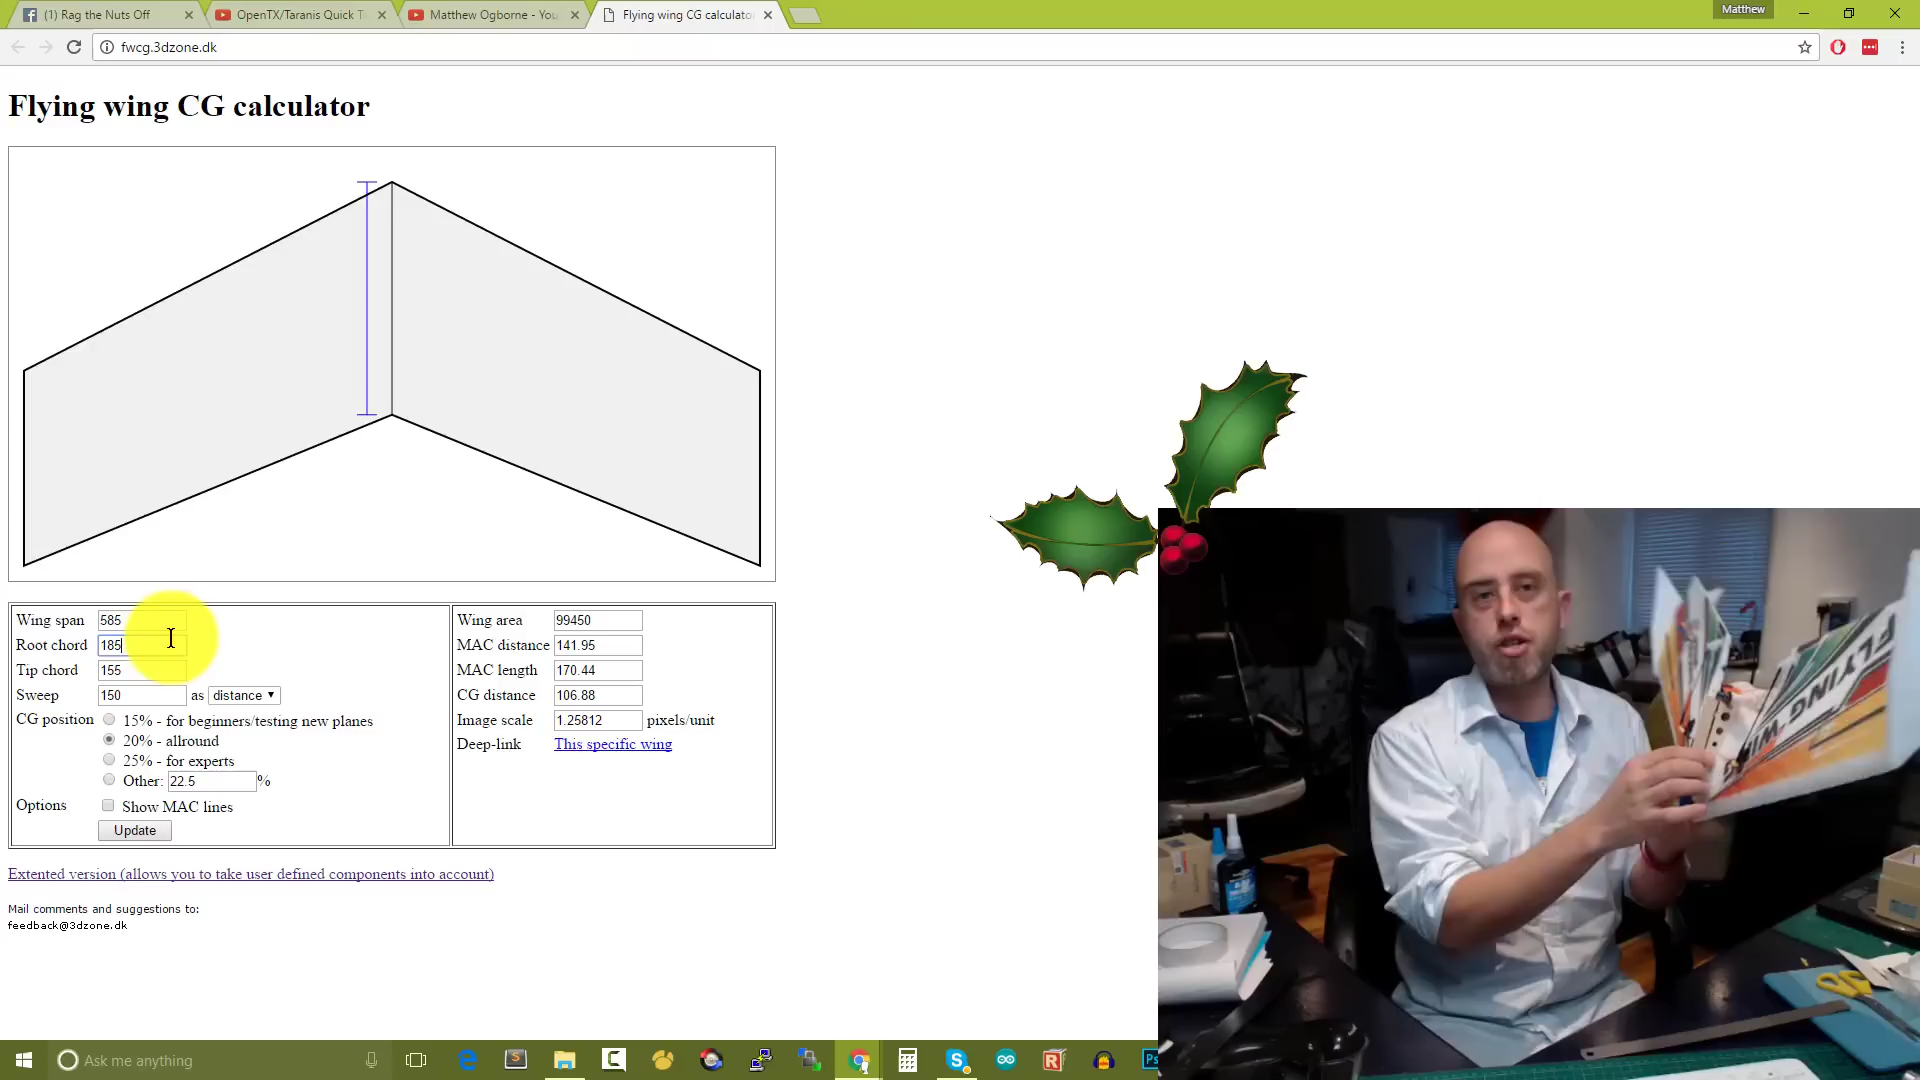 (1) Rag the Nuts Off
OpenTX/Taranis Quick
Matthew Ogborne - You
Flying wing CG calculato
Matthew
fwcg.3dzone.dk
Flying wing CG calculator
Wing span 585
Root chord 185
Tip chord 155
Sweep 150 as distance
CG position 15% - for beginners/testing new planes
20% - allround
25% - for experts
Other: 22.5 %
Options Show MAC lines
Update
Wing area 99450
MAC distance 141.95
MAC length 170.44
CG distance 106.88
Image scale 1.25812 pixels/unit
Deep-link This specific wing
Extented version (allows you to take user defined components into account)
Mail comments and suggestions to:
feedback@3dzone.dk
FLYING WING
Ask me anything
Ps